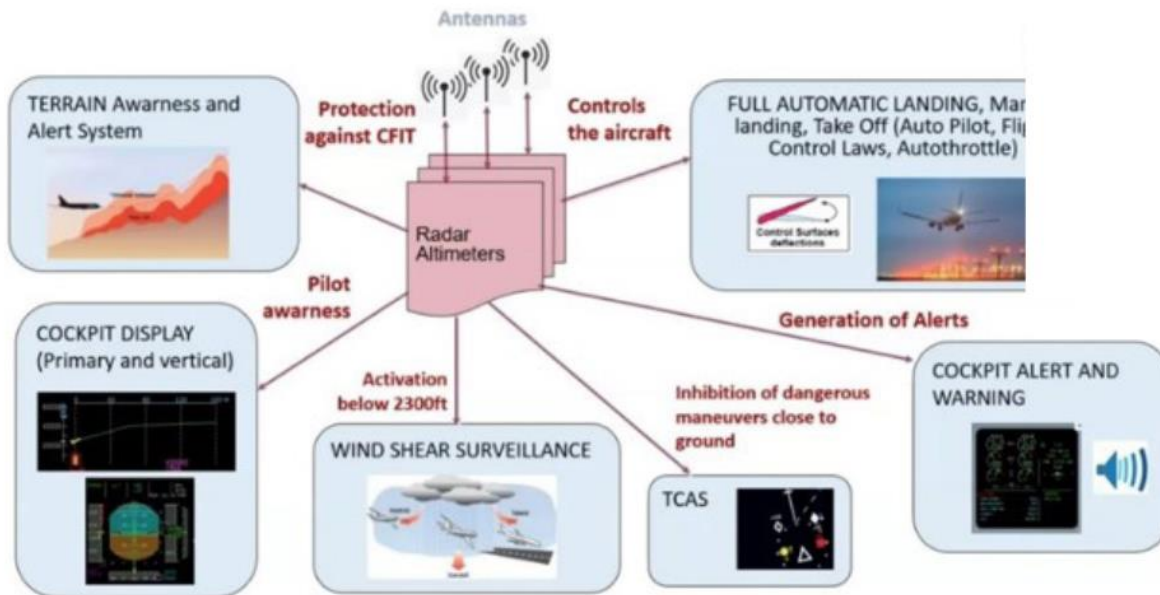 Antennas
TERRAIN Awarness and
Alert System
Protection
against CFIT
Controls
the aircraft
FULL AUTOMATIC LANDING, Man
landing, Take Off (Auto Pilot, Flig
Control Laws, Autothrottle)
Control Surfaces
deflections
Radar
Altimeters
Pilot
awarness
COCKPIT DISPLAY
(Primary and vertical)
Activation
below 2300ft
WIND SHEAR SURVEILLANCE
Inhibition of dangerous
maneuvers close to
ground
TCAS
Generation of Alerts
COCKPIT ALERT AND
WARNING